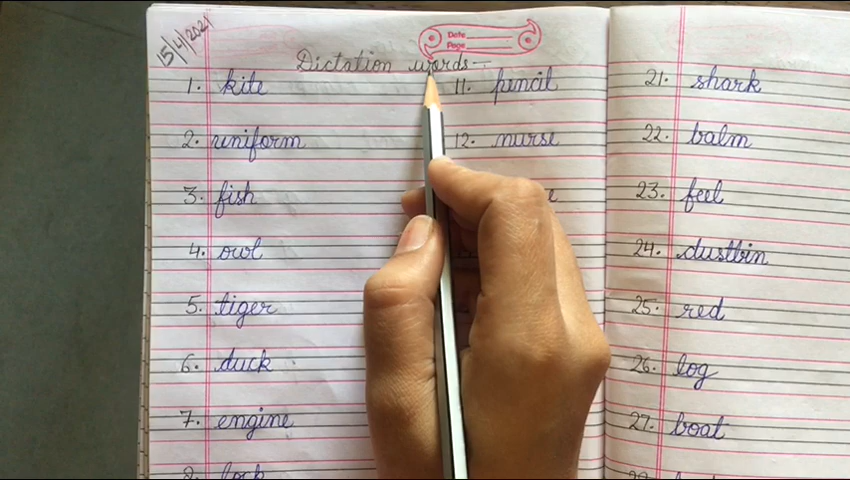 15/4/2021
Date
Page
Dictation words:-
1. kite
2. uniform
3. fish
4. owl
5. tiger
6. duck
7. engine
11. pencil
12. nurse
21. shark
22. balm
23. feel
24. dustbin
25. red
26. log
27. boat